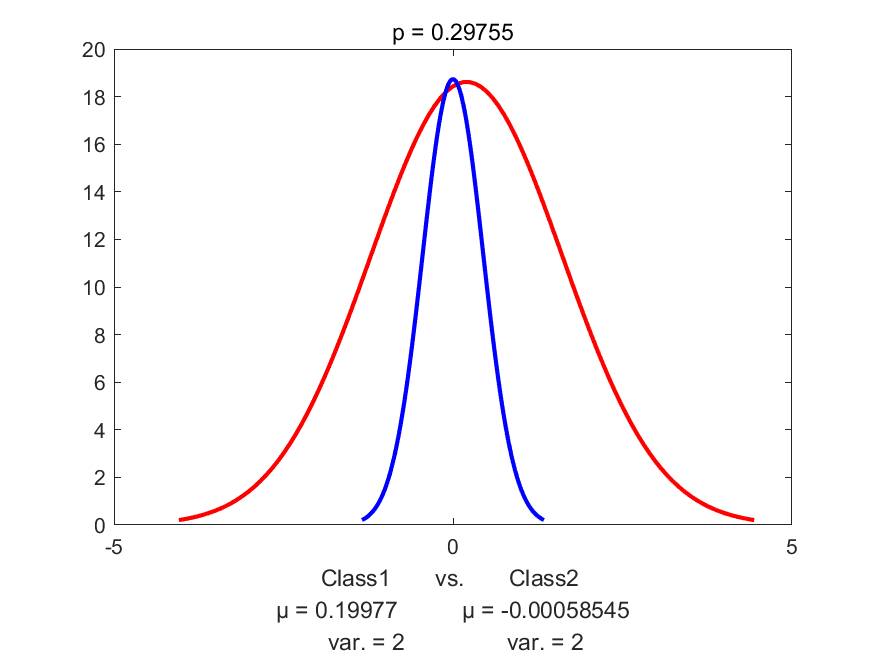 p = 0.29755
20
18
16
14
12
10
8
6
4
2
0
-5 0 5
Class1 vs. Class2
μ = 0.19977 μ = -0.00058545
var. = 2 var. = 2